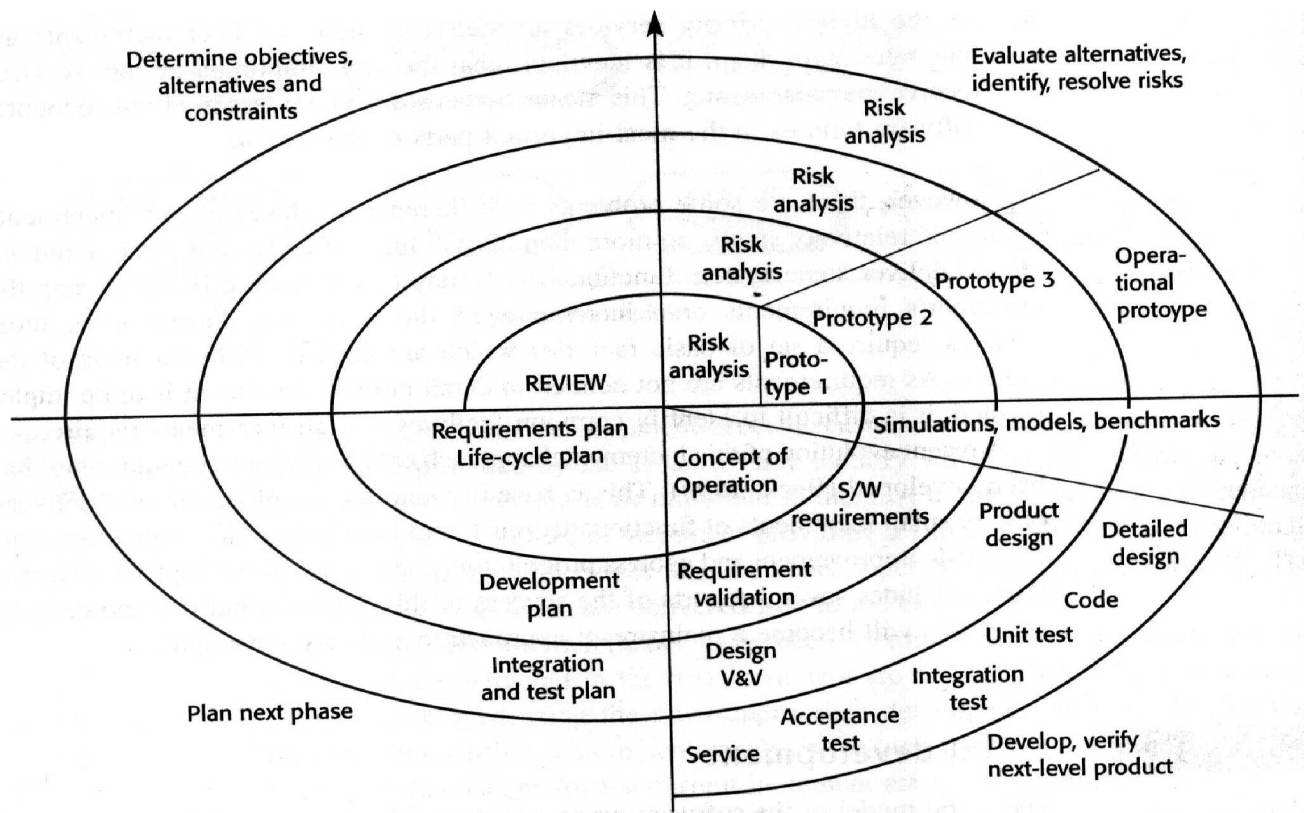 Determine objectives,
alternatives and
constraints
Evaluate alternatives,
identify, resolve risks
Risk
analysis
Risk
analysis
Risk
analysis
Risk
analysis
REVIEW
Proto-
type 1
Prototype 2
Prototype 3
Opera-
tional
protoype
Requirements plan
Life-cycle plan
Simulations, models, benchmarks
Concept of
Operation
S/W
requirements
Product
design
Detailed
design
Development
plan
Requirement
validation
Code
Unit test
Integration
and test plan
Design
V&V
Integration
test
Plan next phase
Acceptance
test
Service
Develop, verify
next-level product